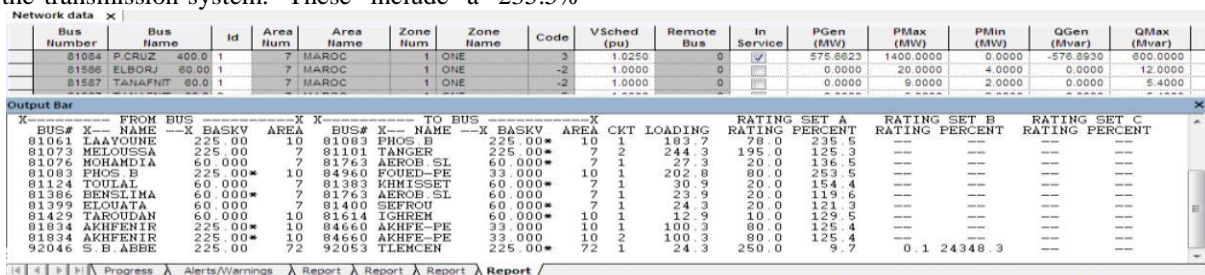 the transmission system. These include a 235.5%
Network data ×
Bus Number Bus Name Id Area Num Area Name Zone Num Zone Name Code VSched (pu) Remote Bus In Service PGen (MW) PMax (MW) PMin (MW) QGen (Mvar) QMax (Mvar)
81084 P.CRUZ 400.0 1 7 MAROC 1 ONE 3 1.0250 0 575.6623 1400.0000 0.0000 -576.8930 600.0000
81586 ELBORJ 60.00 1 7 MAROC 1 ONE -2 1.0000 0 0.0000 20.0000 4.0000 0.0000 12.0000
81587 TANAFNIT 60.0 1 7 MAROC 1 ONE -2 1.0000 0 0.0000 9.0000 2.0000 0.0000 5.4000
Output Bar ×
X---------- FROM BUS ----------X X---------- TO BUS ----------X RATING SET A RATING SET B RATING SET C
BUS# X-- NAME --X BASKV AREA BUS# X-- NAME --X BASKV AREA CKT LOADING RATING PERCENT RATING PERCENT RATING PERCENT
81061 LAAYOUNE 225.00 10 81083 PHOS.B 225.00* 10 1 183.7 78.0 235.5 -- -- -- --
81073 MELOUSSA 225.00 7 81101 TANGER 225.00* 7 2 244.3 195.0 125.3 -- -- -- --
81076 MOHAMDIA 60.000 7 81763 AEROB.SL 60.000* 7 1 27.3 20.0 136.5 -- -- -- --
81083 PHOS.B 225.00* 10 84960 FOUED-PE 33.000 10 1 202.8 80.0 253.5 -- -- -- --
81124 TOULAL 60.000 7 81383 KHMISSET 60.000* 7 1 30.9 20.0 154.4 -- -- -- --
81386 BENSLIMA 60.000* 7 81763 AEROB.SL 60.000 7 1 23.9 20.0 119.6 -- -- -- --
81399 ELOUATA 60.000 7 81400 SEFROU 60.000* 7 1 24.3 20.0 121.3 -- -- -- --
81429 TAROUDAN 60.000 10 81614 IGHREM 60.000* 10 1 12.9 10.0 129.5 -- -- -- --
81834 AKHFENIR 225.00* 10 84660 AKHFE-PE 33.000 10 1 100.3 80.0 125.4 -- -- -- --
81834 AKHFENIR 225.00* 10 84660 AKHFE-PE 33.000 10 2 100.3 80.0 125.4 -- -- -- --
92046 S.B.ABBE 225.00 72 92053 TLEMCEN 225.00* 72 1 24.3 250.0 9.7 0.1 24348.3 -- --
Progress Alerts/Warnings Report Report Report Report